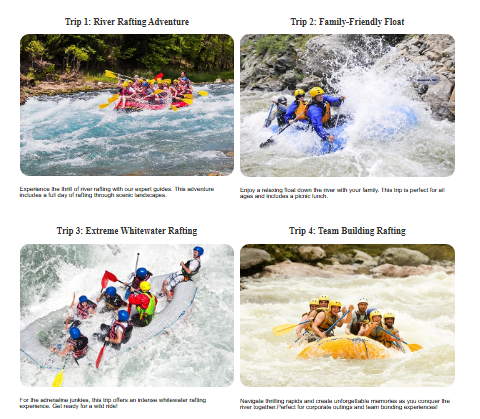 Trip 1: River Rafting Adventure
Trip 2: Family-Friendly Float
Experience the thrill of river rafting with our expert guides. This adventure
includes a full day of rafting through scenic landscapes.
Enjoy a relaxing float down the river with your family. This trip is perfect for all
ages and includes a picnic lunch.
Trip 3: Extreme Whitewater Rafting
Trip 4: Team Building Rafting
For the adrenaline junkies, this trip offers an intense whitewater rafting
experience. Get ready for a wild ride!
Navigate thrilling rapids and create unforgettable memories as you conquer the
river together.Perfect for corporate outings and team bonding experiences!